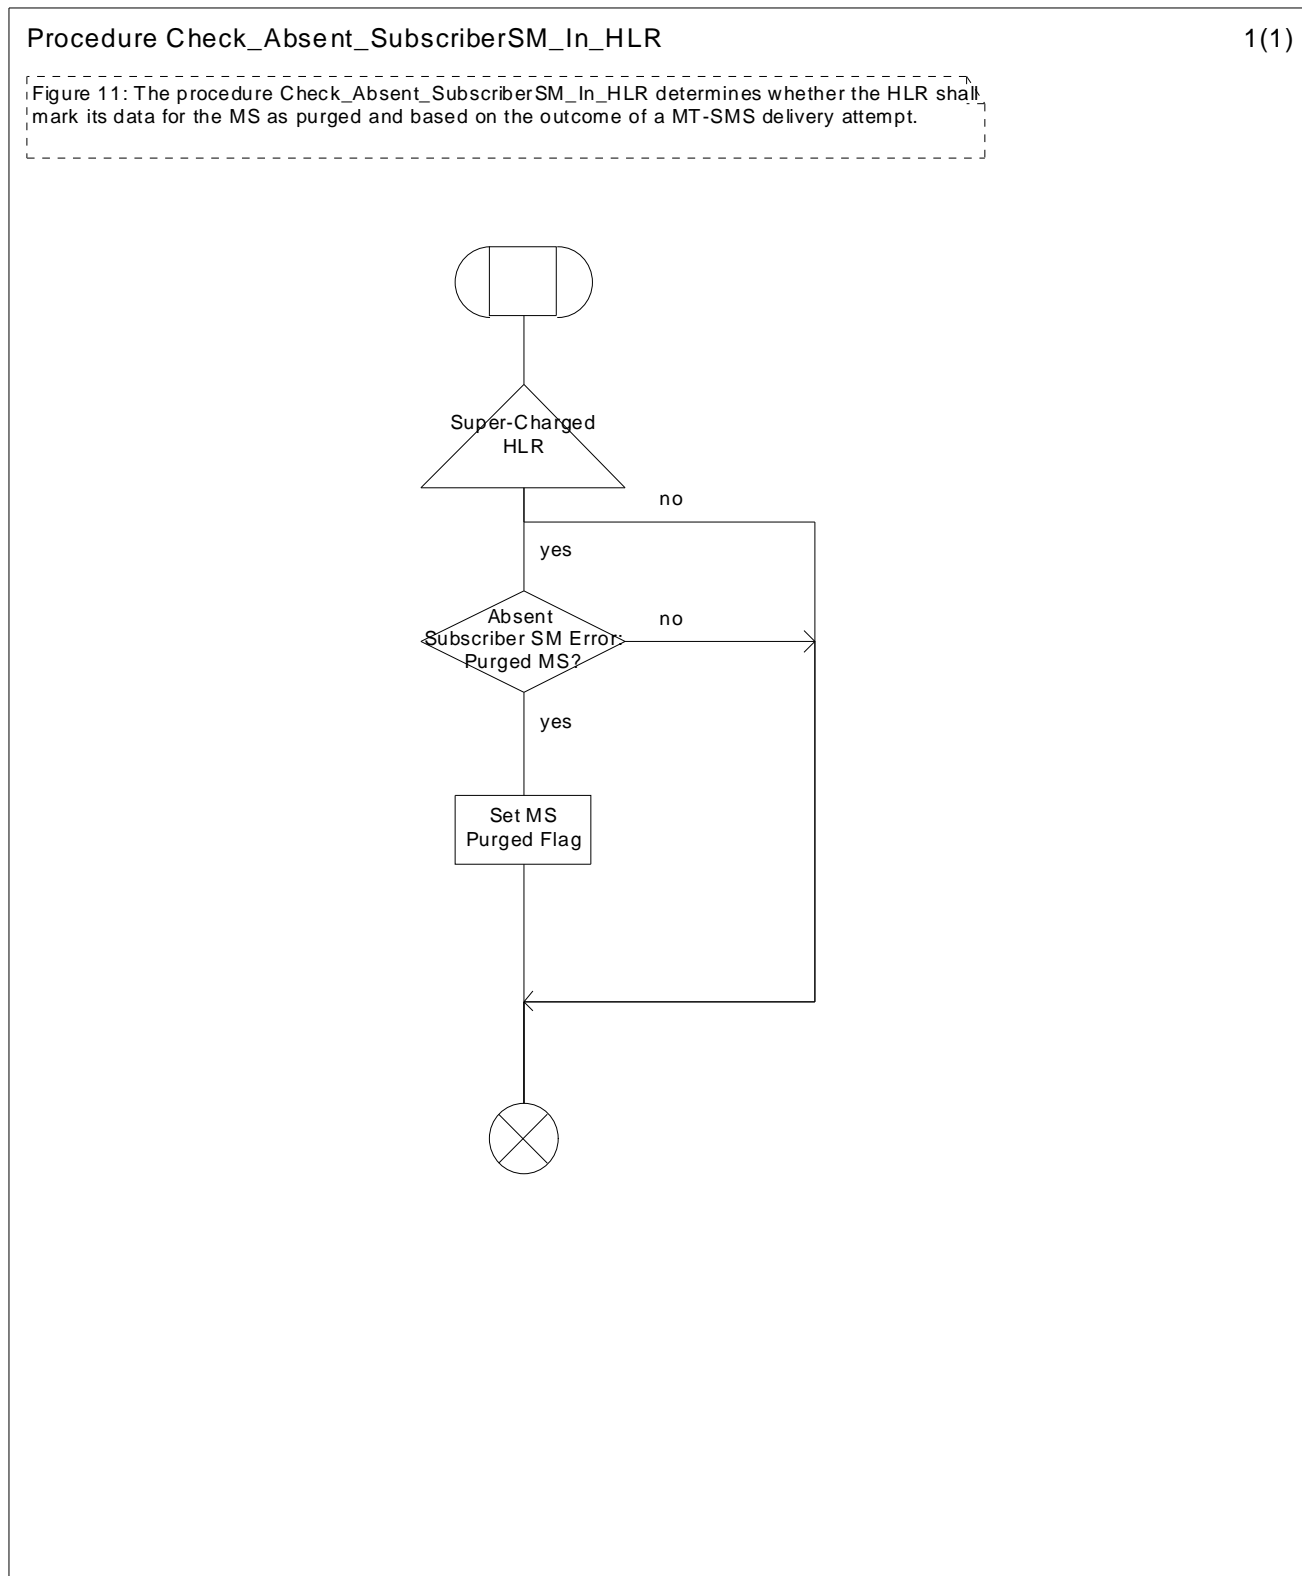 Procedure Check_Absent_SubscriberSM_In_HLR
1(1)
Figure 11: The procedure Check_Absent_SubscriberSM_In_HLR determines whether the HLR shall
mark its data for the MS as purged and based on the outcome of a MT-SMS delivery attempt.
Super-Charged
HLR
no
yes
Absent
Subscriber SM Error:
Purged MS?
no
yes
Set MS
Purged Flag